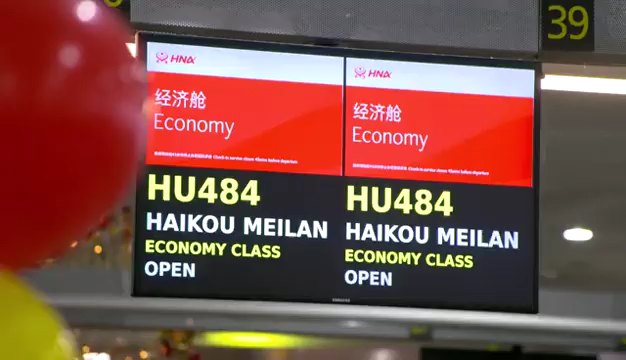 39
HNA
经济舱
Economy
HU484
HAIKOU MEILAN
ECONOMY CLASS
OPEN
HNA
经济舱
Economy
HU484
HAIKOU MEILAN
ECONOMY CLASS
OPEN
SAMSUNG